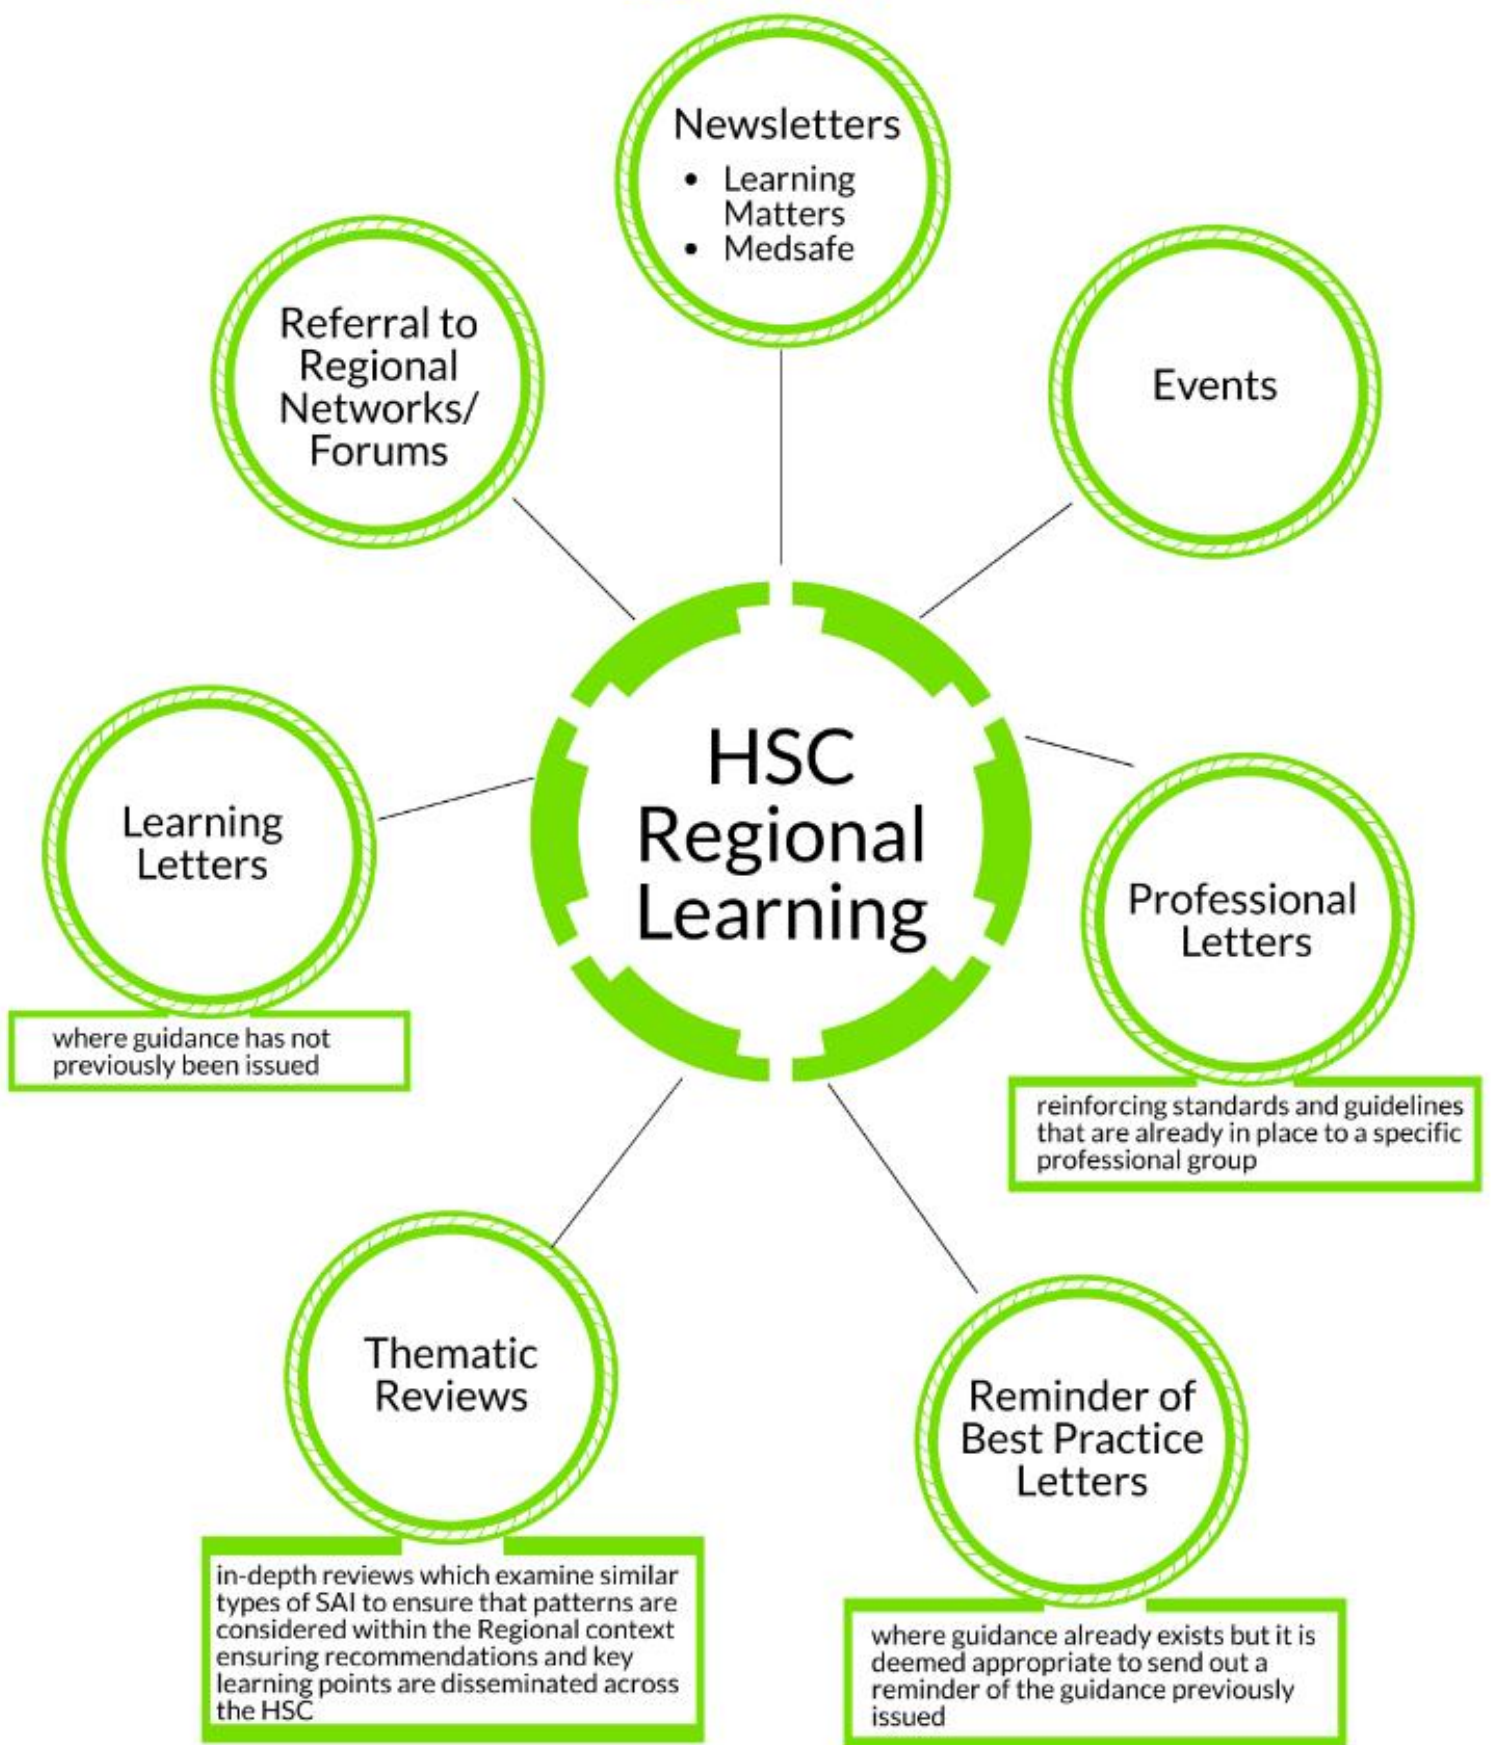 Newsletters
• Learning
Matters
• Medsafe
Referral to
Regional
Networks/
Forums
Events
HSC
Regional
Learning
Learning
Letters
where guidance has not
previously been issued
Professional
Letters
reinforcing standards and guidelines
that are already in place to a specific
professional group
Thematic
Reviews
in-depth reviews which examine similar
types of SAI to ensure that patterns are
considered within the Regional context
ensuring recommendations and key
learning points are disseminated across
the HSC
Reminder of
Best Practice
Letters
where guidance already exists but it is
deemed appropriate to send out a
reminder of the guidance previously
issued